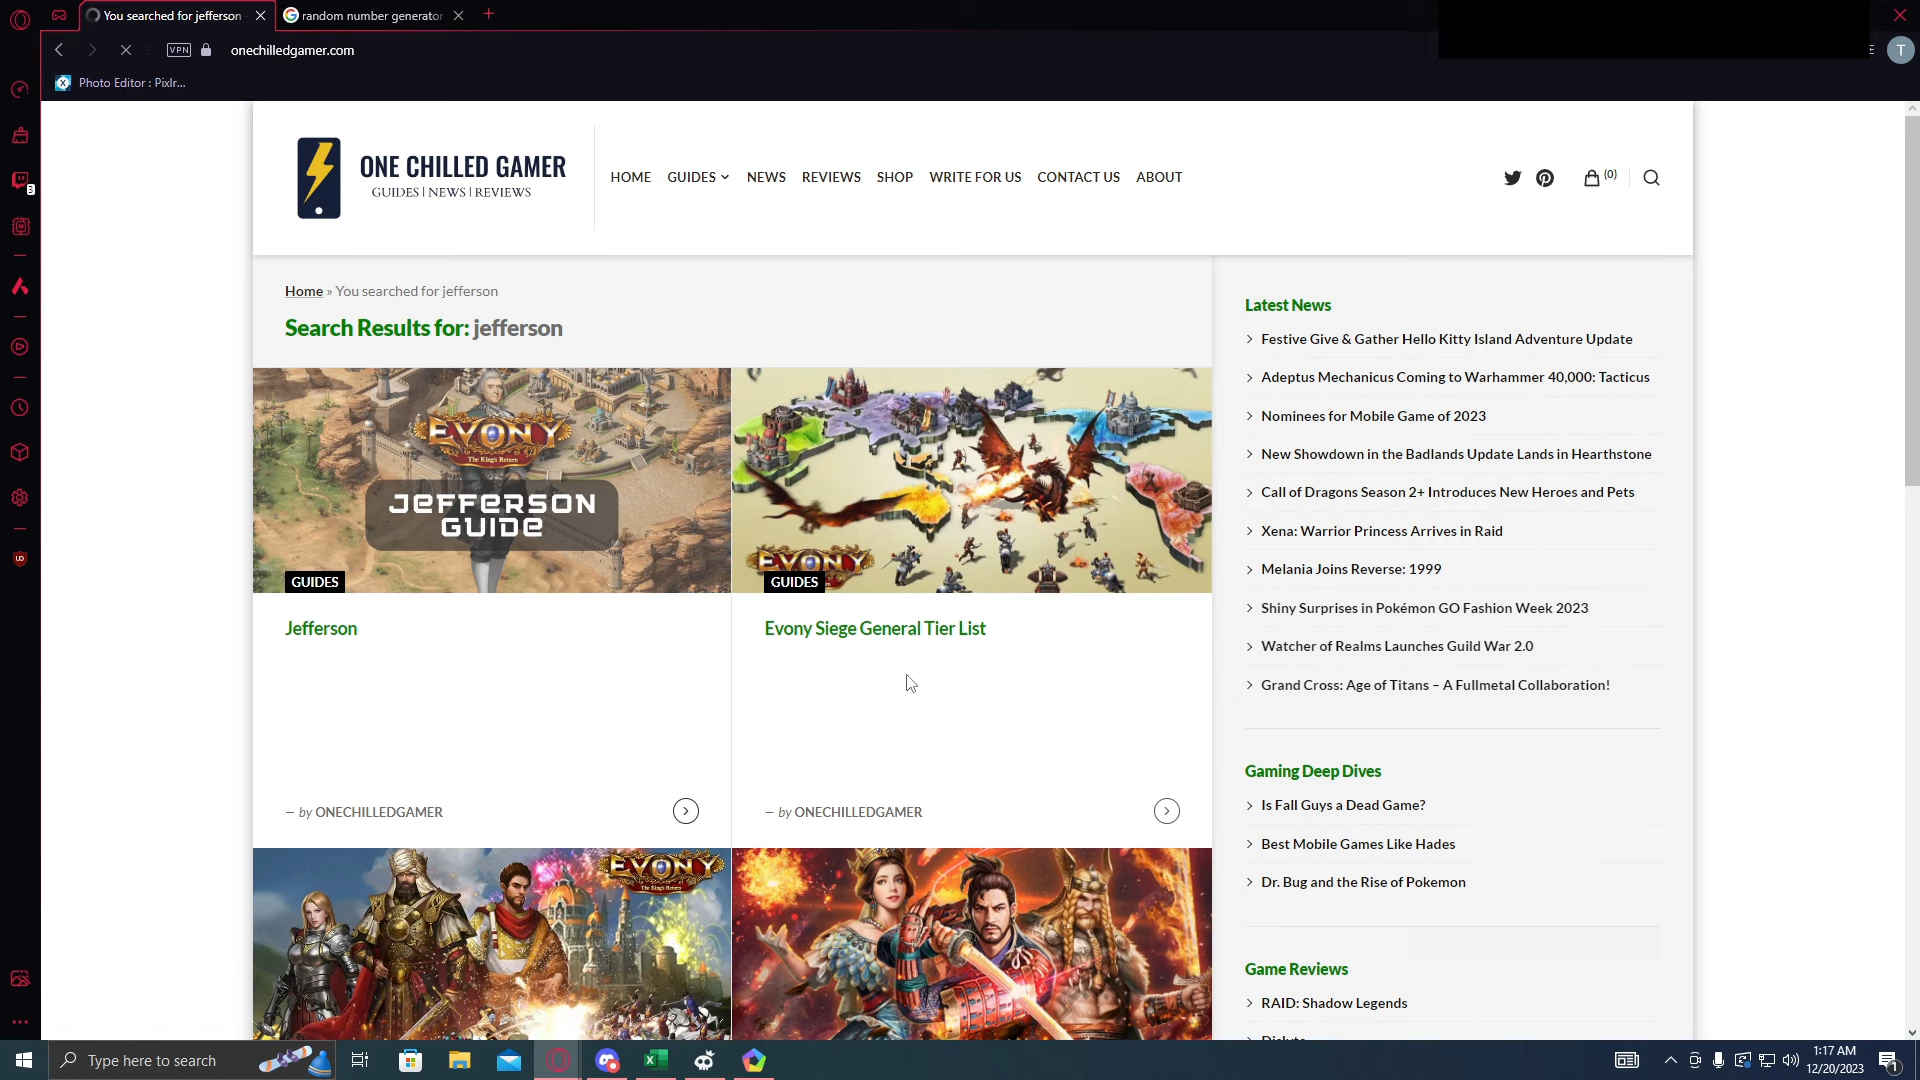 You searched for jefferson
random number generator
VPN
onechilledgamer.com
T
Photo Editor : Pixlr...
3
ONE CHILLED GAMER
GUIDES | NEWS | REVIEWS
HOME
GUIDES
NEWS
REVIEWS
SHOP
WRITE FOR US
CONTACT US
ABOUT
(0)
Home » You searched for jefferson
Search Results for: jefferson
EVONY
The King's Return
JEFFERSON
GUIDE
GUIDES
EVONY
GUIDES
Jefferson
Evony Siege General Tier List
— by ONECHILLEDGAMER
— by ONECHILLEDGAMER
EVONY
The King's Return
Latest News
Festive Give & Gather Hello Kitty Island Adventure Update
Adeptus Mechanicus Coming to Warhammer 40,000: Tacticus
Nominees for Mobile Game of 2023
New Showdown in the Badlands Update Lands in Hearthstone
Call of Dragons Season 2+ Introduces New Heroes and Pets
Xena: Warrior Princess Arrives in Raid
Melania Joins Reverse: 1999
Shiny Surprises in Pokémon GO Fashion Week 2023
Watcher of Realms Launches Guild War 2.0
Grand Cross: Age of Titans – A Fullmetal Collaboration!
Gaming Deep Dives
Is Fall Guys a Dead Game?
Best Mobile Games Like Hades
Dr. Bug and the Rise of Pokemon
Game Reviews
RAID: Shadow Legends
Type here to search
1:17 AM
12/20/2023
1